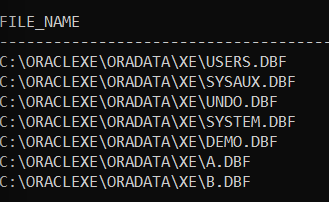 FILE_NAME
--------------------------------------------
C:\ORACLEXE\ORADATA\XE\USERS.DBF
C:\ORACLEXE\ORADATA\XE\SYSAUX.DBF
C:\ORACLEXE\ORADATA\XE\UNDO.DBF
C:\ORACLEXE\ORADATA\XE\SYSTEM.DBF
C:\ORACLEXE\ORADATA\XE\DEMO.DBF
C:\ORACLEXE\ORADATA\XE\A.DBF
C:\ORACLEXE\ORADATA\XE\B.DBF